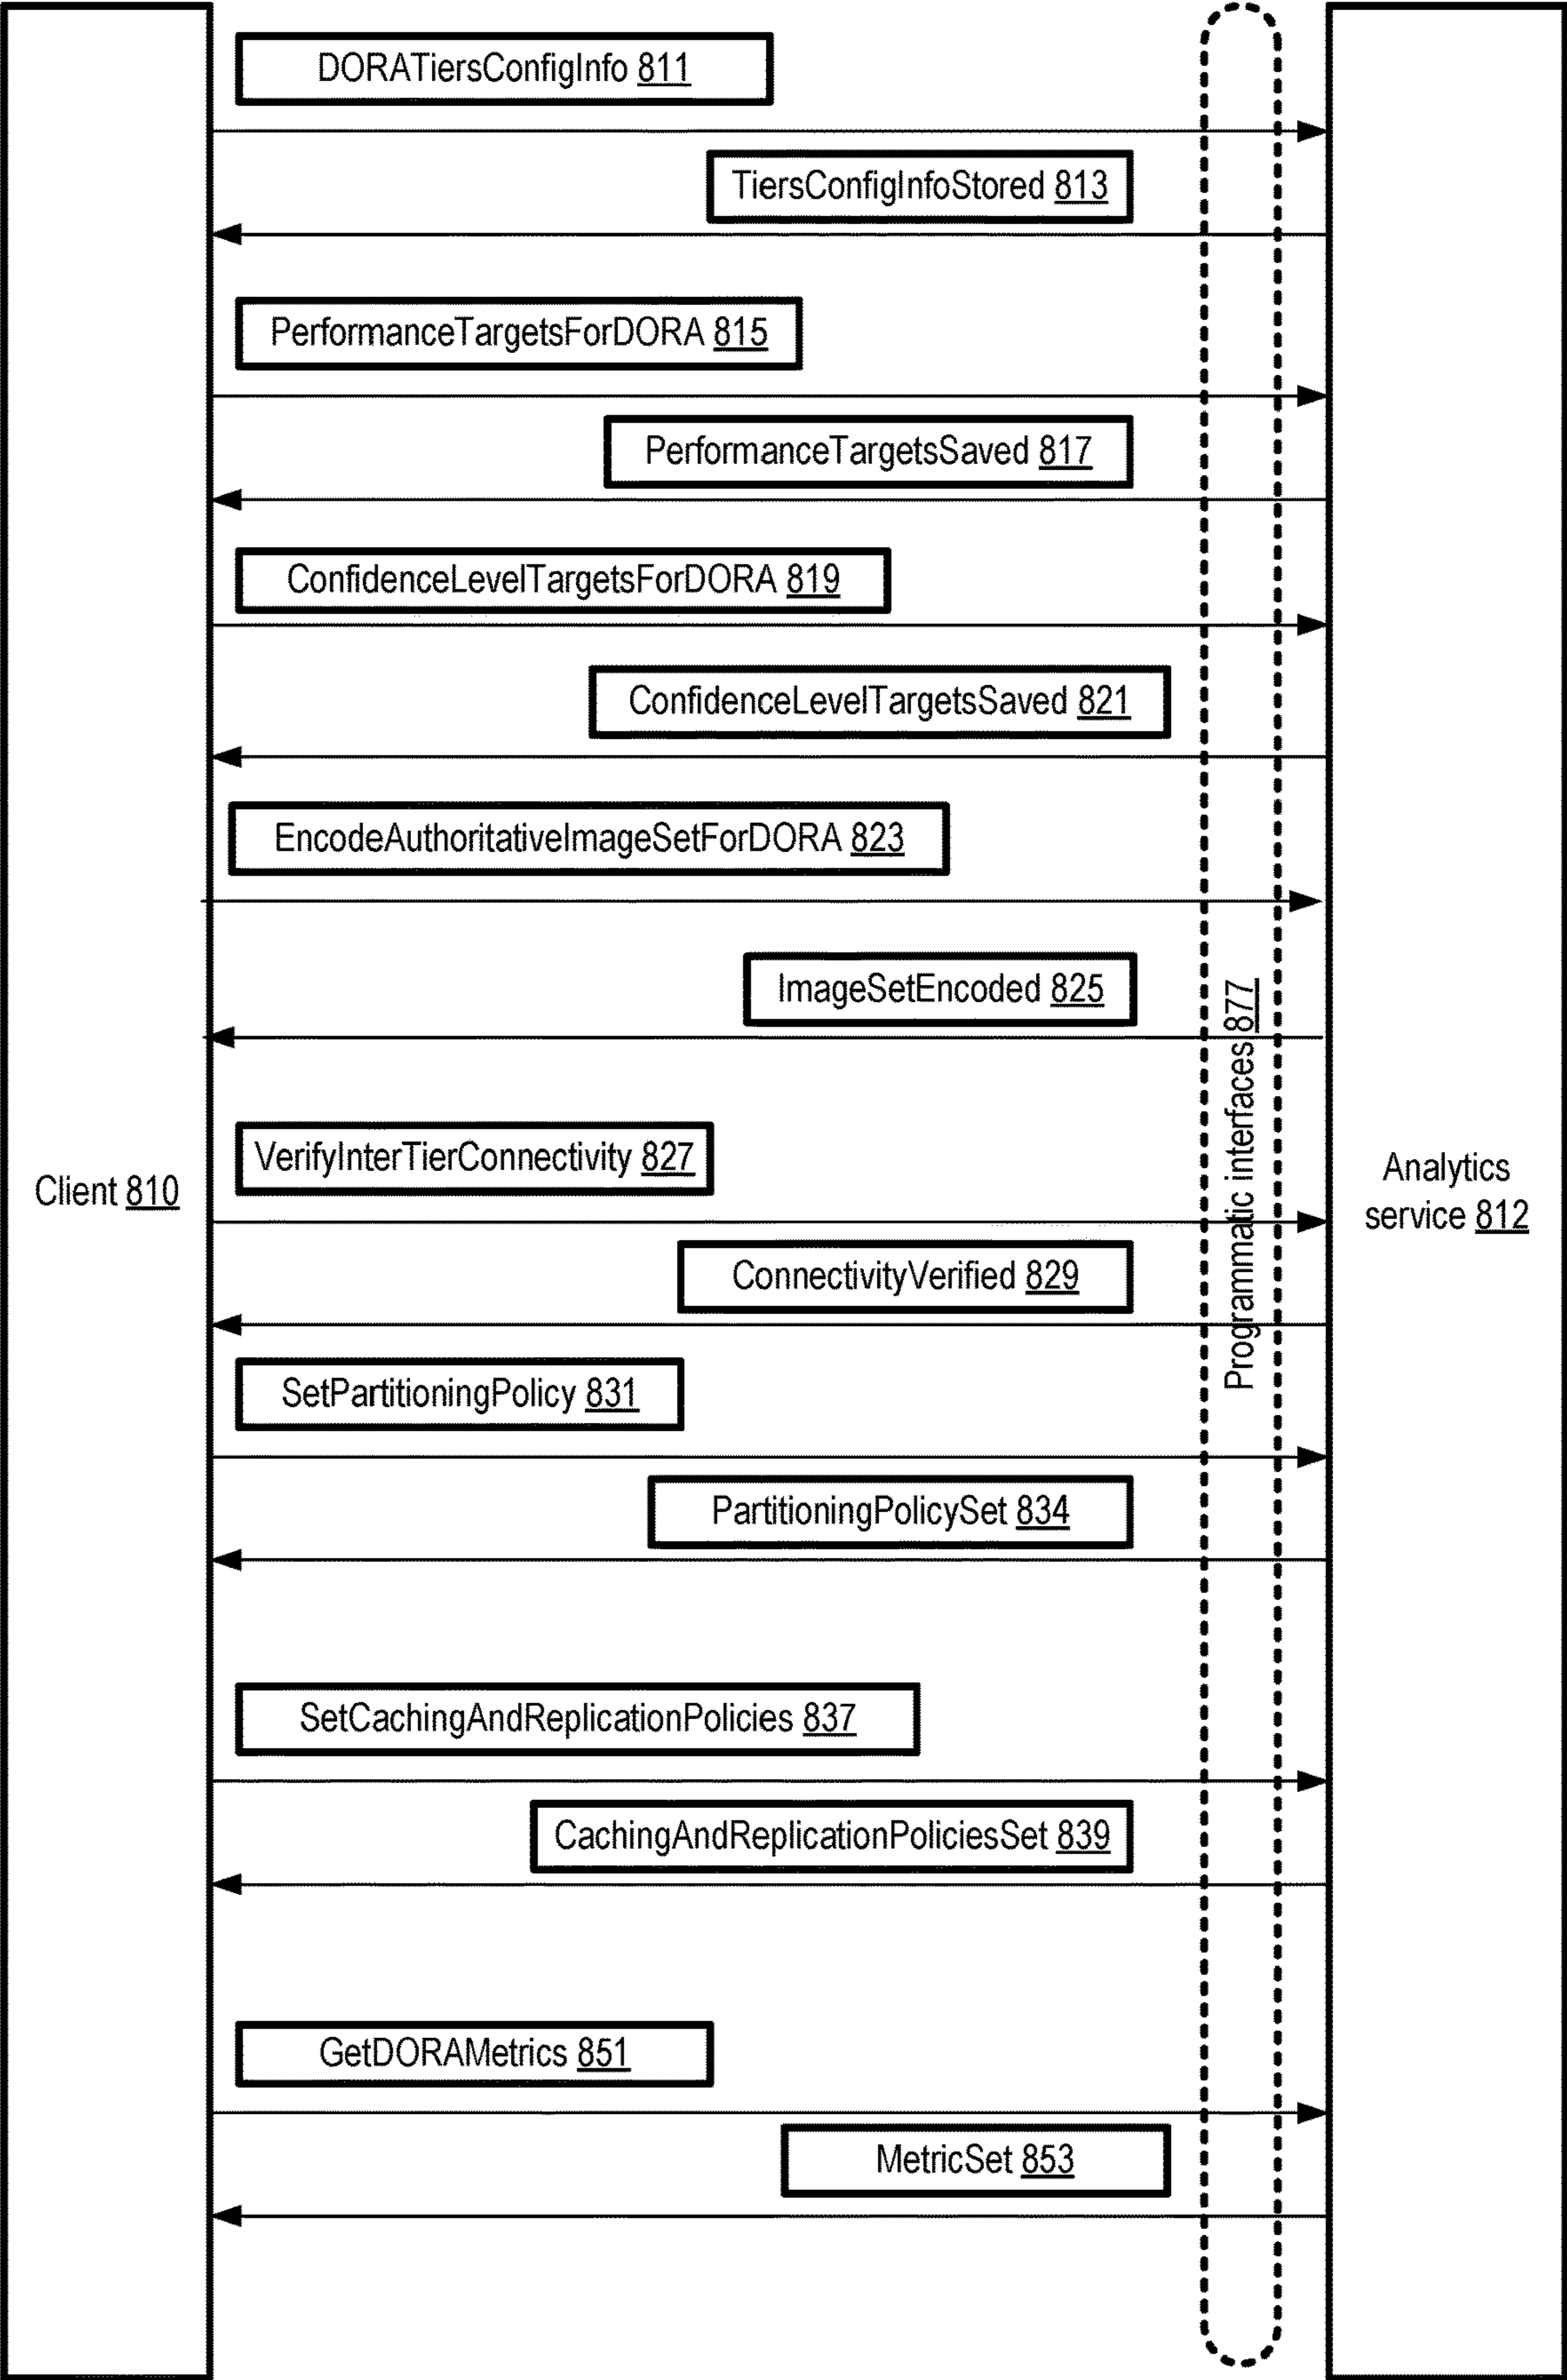 DORATiersConfigInfo 811
TiersConfigInfoStored 813
PerformanceTargetsForDORA 815
PerformanceTargetsSaved 817
ConfidenceLevelTargetsForDORA 819
ConfidenceLevelTargetsSaved 821
EncodeAuthoritativeImageSetForDORA 823
ImageSetEncoded 825
VerifyInterTierConnectivity 827
Client 810
Programmatic interfaces 877
Analytics
service 812
ConnectivityVerified 829
SetPartitioningPolicy 831
PartitioningPolicySet 834
SetCachingAndReplicationPolicies 837
CachingAndReplicationPoliciesSet 839
GetDORAMetrics 851
MetricSet 853